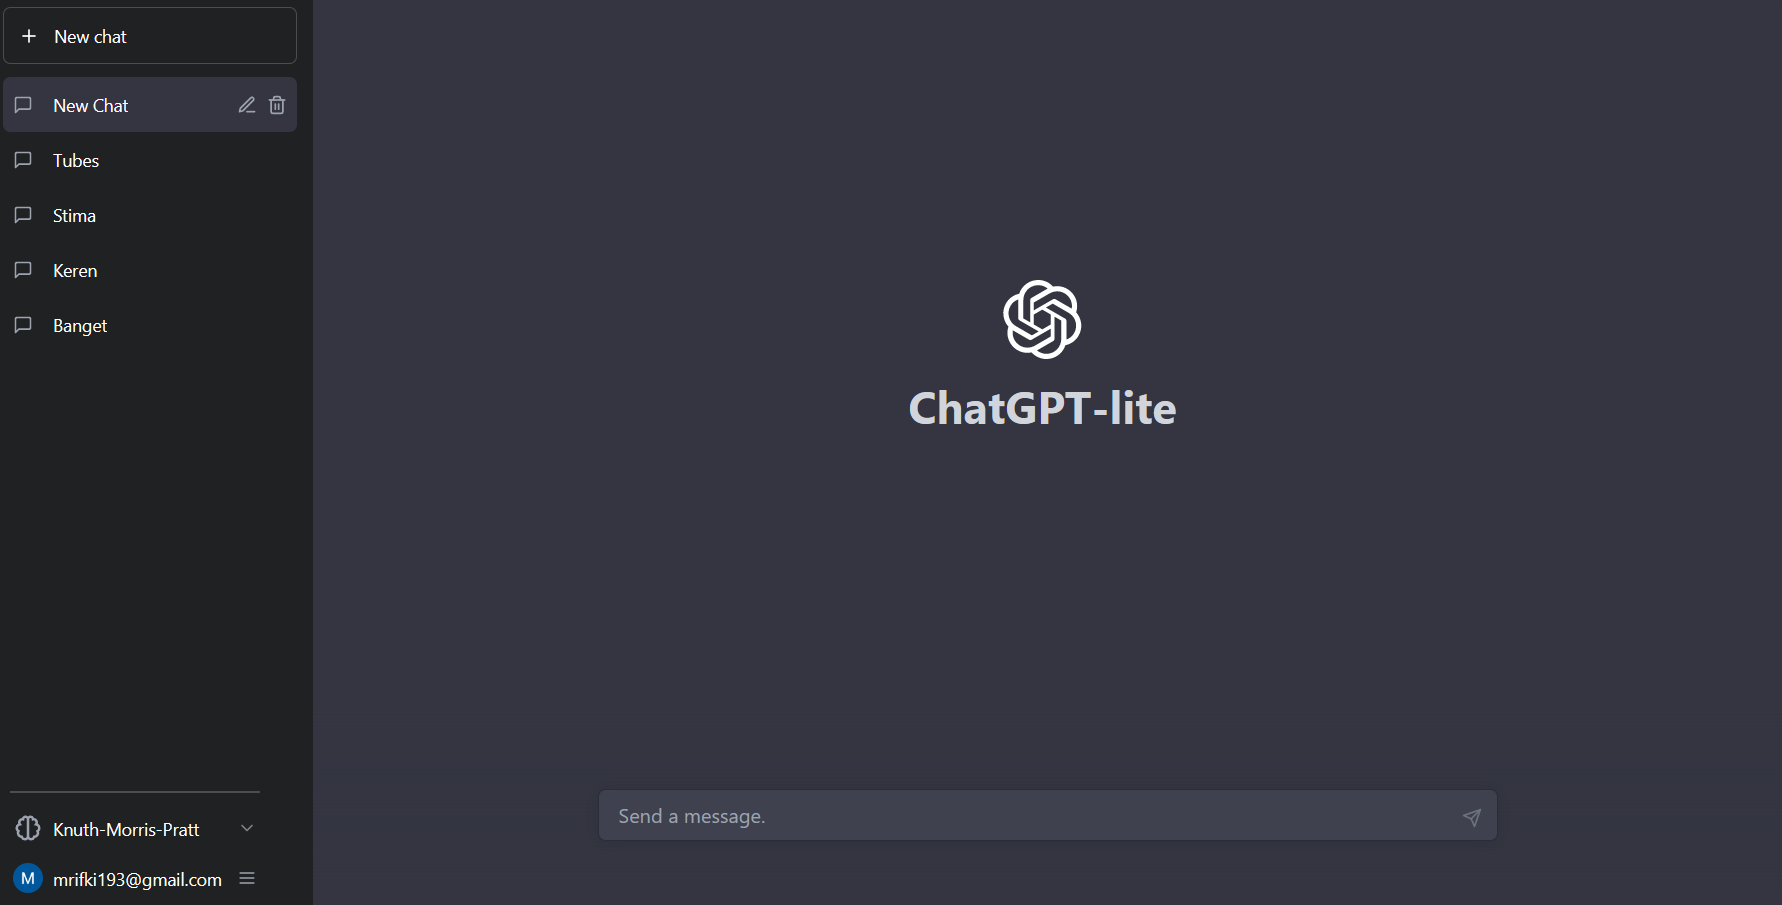 New chat
New Chat
Tubes
Stima
Keren
Banget
Knuth-Morris-Pratt
M
mrifki193@gmail.com
ChatGPT-lite
Send a message.